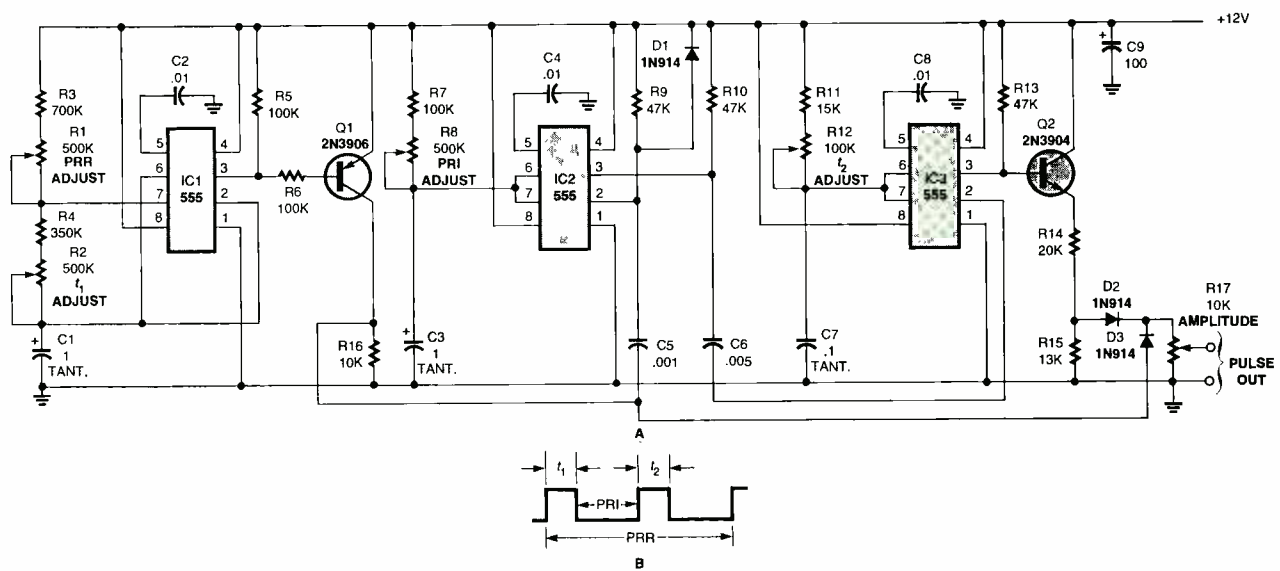 +12V
R3
700K
R1
500K
PRR
ADJUST
R4
350K
R2
500K
t1
ADJUST
C1
+
1
TANT.
C2
.01
5
6
7
8
4
3
2
1
IC1
555
R5
100K
R6
100K
Q1
2N3906
R16
10K
R7
100K
R8
500K
PRI
ADJUST
+
C3
1
TANT.
C4
.01
5
6
7
8
4
3
2
1
IC2
555
D1
1N914
R9
47K
R10
47K
C5
.001
C6
.005
R11
15K
R12
100K
t2
ADJUST
C7
.1
TANT.
C8
.01
5
6
7
8
4
3
2
1
IC3
555
R13
47K
Q2
2N3904
+
C9
100
R14
20K
R15
13K
D2
1N914
D3
1N914
R17
10K
AMPLITUDE
PULSE
OUT
A
t1
t2
PRI
PRR
B